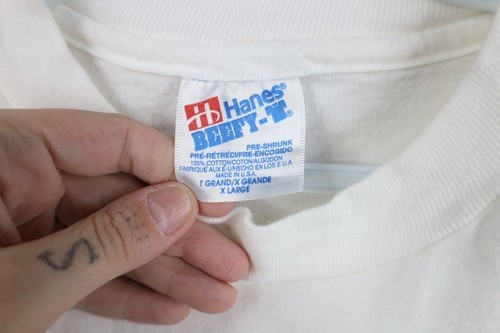 Hanes®
BEEFY-T®
PRE-SHRUNK
PRE-RÉTRÉCI/PRE-ENCOGIDO
100% COTTON/COTON/ALGODON
FABRIQUÉ AUX É-U/HECHO EN LOS E.U.A.
MADE IN U.S.A.
T GRAND/X GRANDE
X LARGE
S